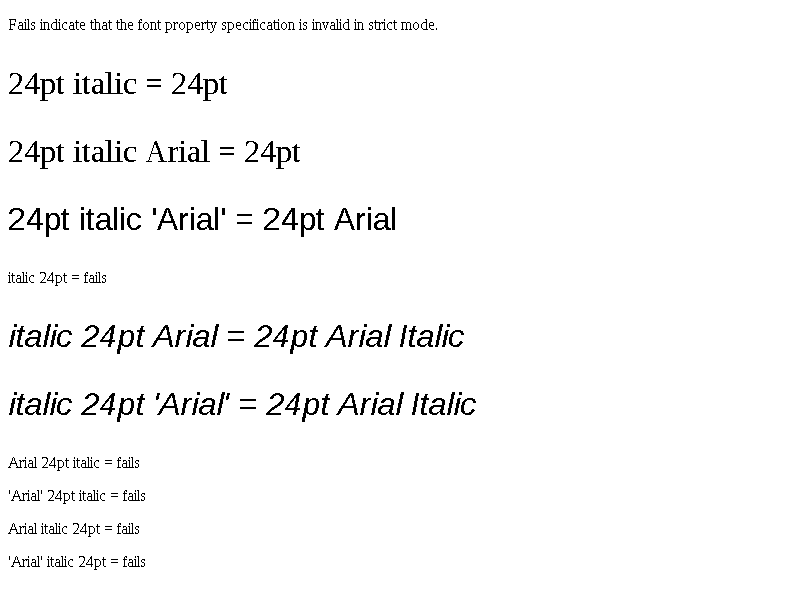 Fails indicate that the font property specification is invalid in strict mode.
24pt italic = 24pt
24pt italic Arial = 24pt
24pt italic 'Arial' = 24pt Arial
italic 24pt = fails
italic 24pt Arial = 24pt Arial Italic
italic 24pt 'Arial' = 24pt Arial Italic
Arial 24pt italic = fails
'Arial' 24pt italic = fails
Arial italic 24pt = fails
'Arial' italic 24pt = fails